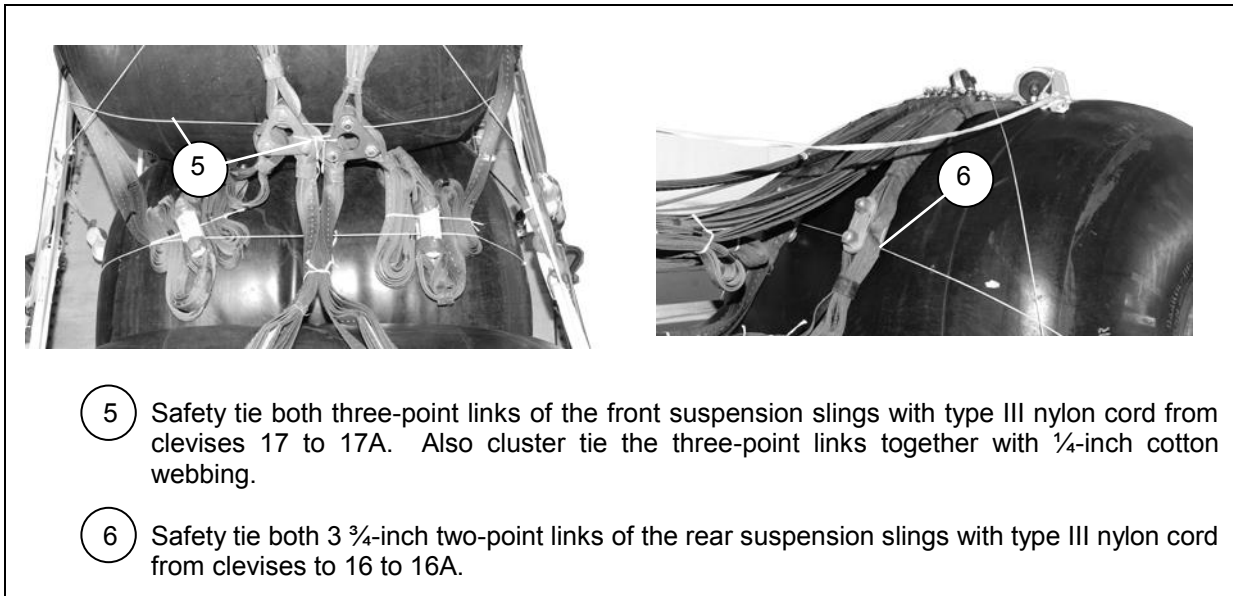 5
6
5 Safety tie both three-point links of the front suspension slings with type III nylon cord from
clevises 17 to 17A. Also cluster tie the three-point links together with ¼-inch cotton
webbing.
6 Safety tie both 3 ¾-inch two-point links of the rear suspension slings with type III nylon cord
from clevises to 16 to 16A.